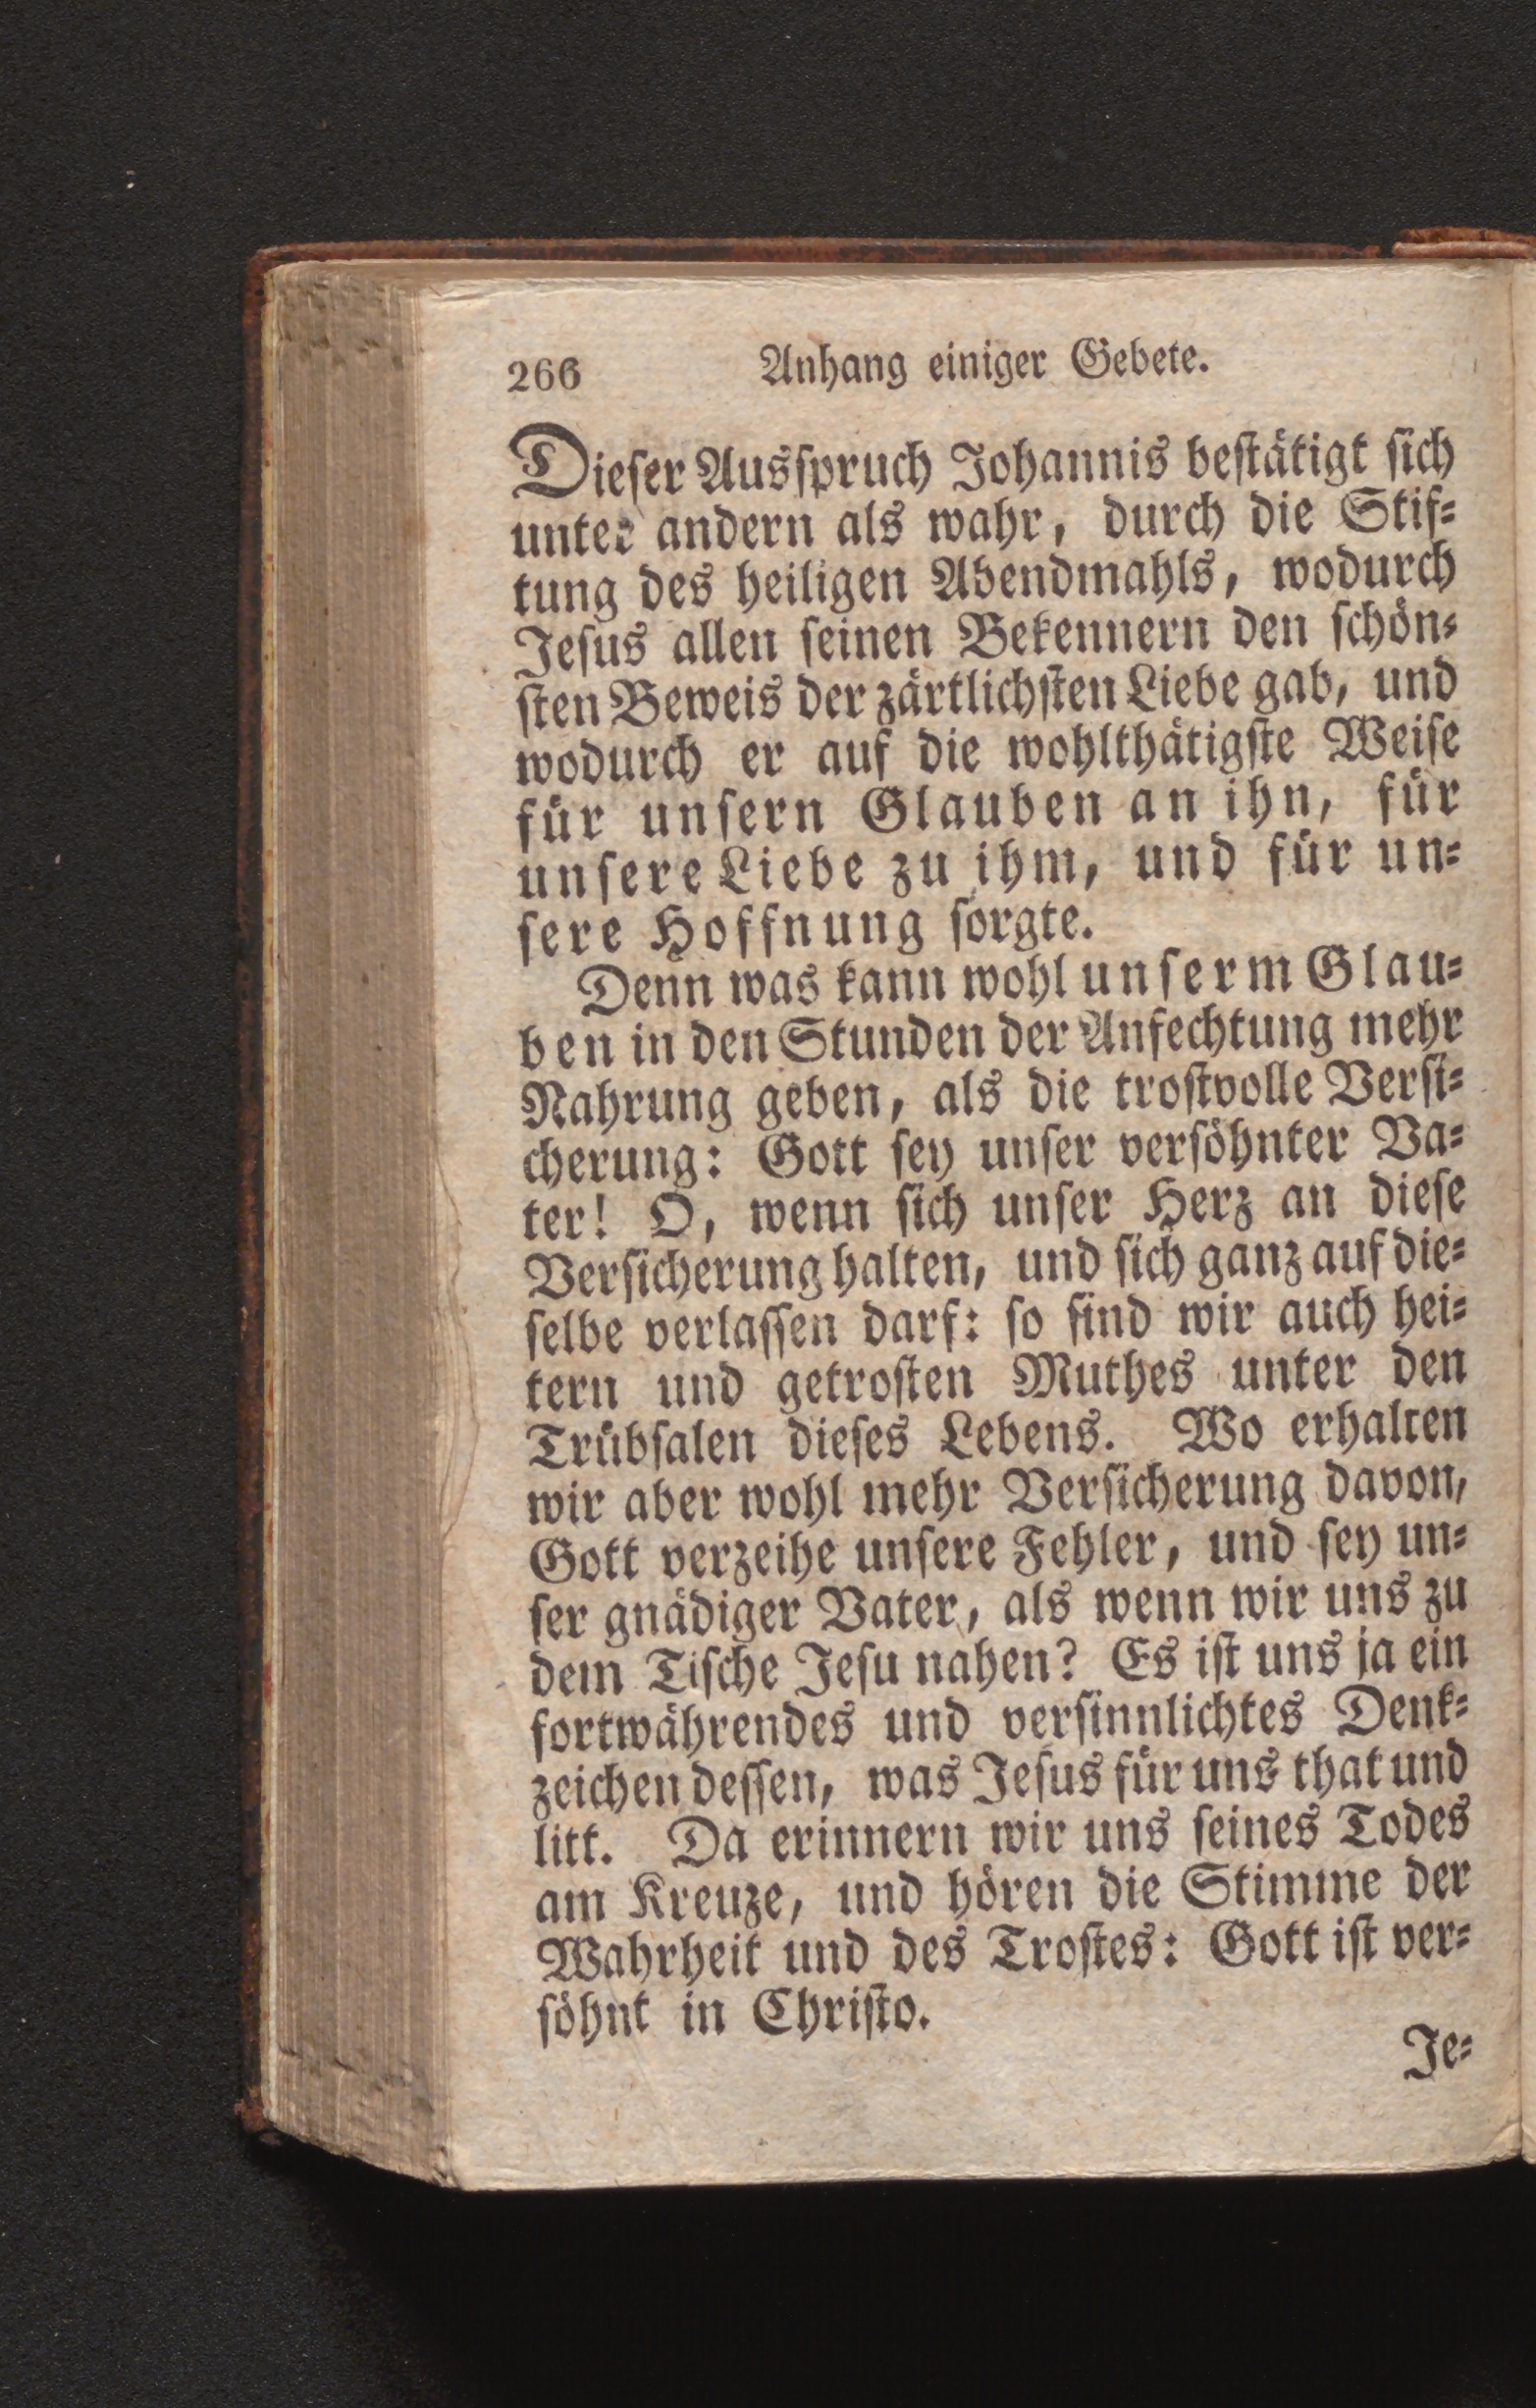 266 Anhang einiger Gebete.
Dieſer Ausſpruch Johannis beſtätigt ſich
unter andern als wahr, durch die Stif⸗
tung des heiligen Abendmahls, wodurch
Jeſus allen ſeinen Bekennern den ſchön⸗
ſten Beweis der zärtlichſten Liebe gab, und
wodurch er auf die wohlthätigſte Weiſe
für unſern Glauben an ihn, für
unſere Liebe zu ihm, und für un⸗
ſere Hoffnung ſorgte.
Denn was kann wohl unſerm Glau⸗
ben in den Stunden der Anfechtung mehr
Nahrung geben, als die troſtvolle Verſi⸗
cherung: Gott ſey unſer verſöhnter Va⸗
ter! O, wenn ſich unſer Herz an dieſe
Verſicherung halten, und ſich ganz auf die⸗
ſelbe verlaſſen darf: ſo ſind wir auch hei⸗
tern und getroſten Muthes unter den
Trübſalen dieſes Lebens. Wo erhalten
wir aber wohl mehr Verſicherung davon,
Gott verzeihe unſere Fehler, und ſey un⸗
ſer gnädiger Vater, als wenn wir uns zu
dem Tiſche Jeſu nahen? Es iſt uns ja ein
fortwährendes und verſinnlichtes Denk⸗
zeichen deſſen, was Jeſus für uns that und
litt. Da erinnern wir uns ſeines Todes
am Kreuze, und hören die Stimme der
Wahrheit und des Troſtes: Gott iſt ver⸗
ſöhnt in Chriſto.
Je⸗